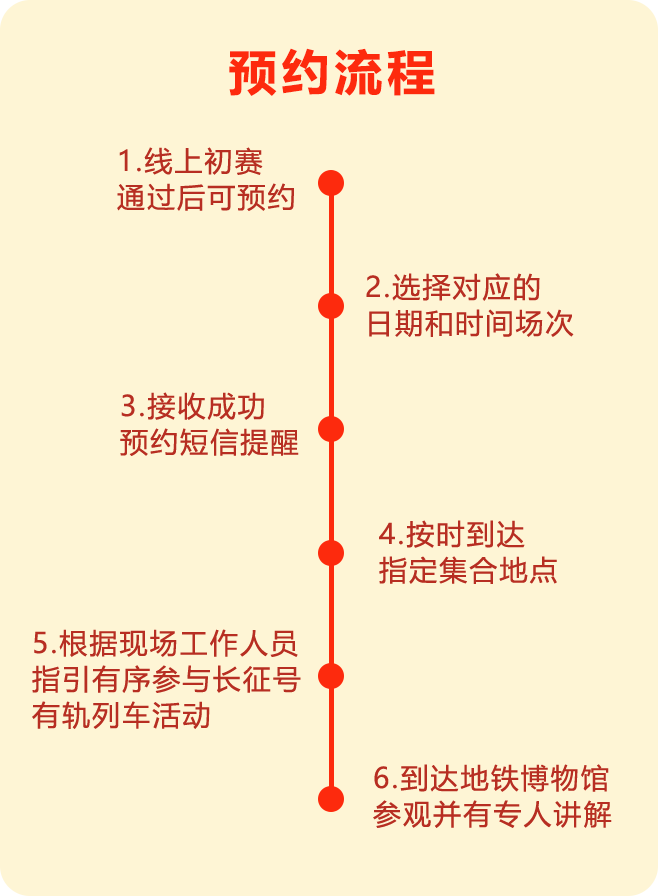 预约流程
1.线上初赛
通过后可预约
2.选择对应的
日期和时间场次
3.接收成功
预约短信提醒
4.按时到达
指定集合地点
5.根据现场工作人员
指引有序参与长征号
有轨列车活动
6.到达地铁博物馆
参观并有专人讲解